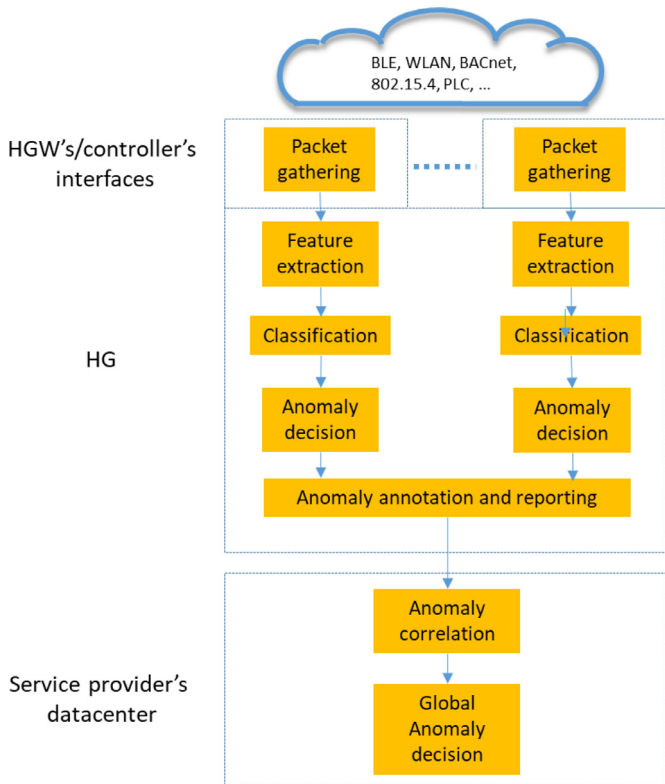 BLE, WLAN, BACnet,
802.15.4, PLC, ...
HGW's/controller's
interfaces
Packet
gathering
Packet
gathering
HG
Feature
extraction
Feature
extraction
Classification
Classification
Anomaly
decision
Anomaly
decision
Anomaly annotation and reporting
Service provider's
datacenter
Anomaly
correlation
Global
Anomaly
decision